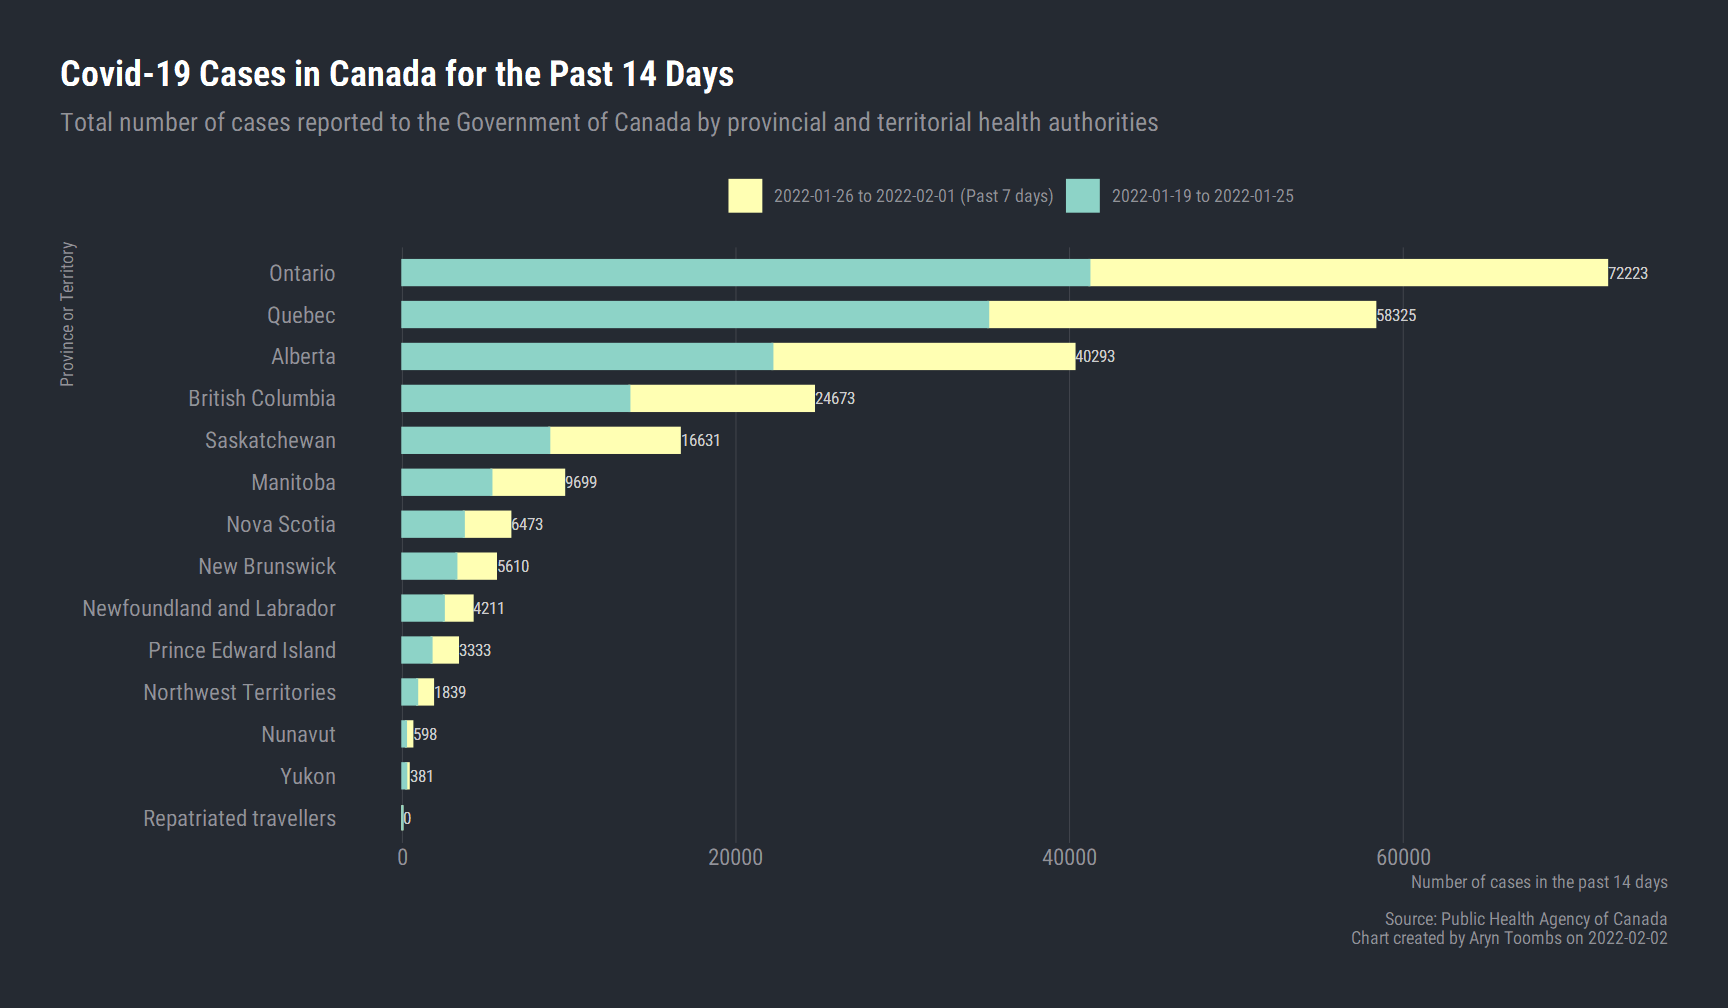 Covid-19 Cases in Canada for the Past 14 Days
Total number of cases reported to the Government of Canada by provincial and territorial health authorities
2022-01-26 to 2022-02-01 (Past 7 days)
2022-01-19 to 2022-01-25
Province or Territory
Ontario 72223
Quebec 58325
Alberta 40293
British Columbia 24673
Saskatchewan 16631
Manitoba 9699
Nova Scotia 6473
New Brunswick 5610
Newfoundland and Labrador 4211
Prince Edward Island 3333
Northwest Territories 1839
Nunavut 598
Yukon 381
Repatriated travellers 0
0 20000 40000 60000
Number of cases in the past 14 days
Source: Public Health Agency of Canada
Chart created by Aryn Toombs on 2022-02-02